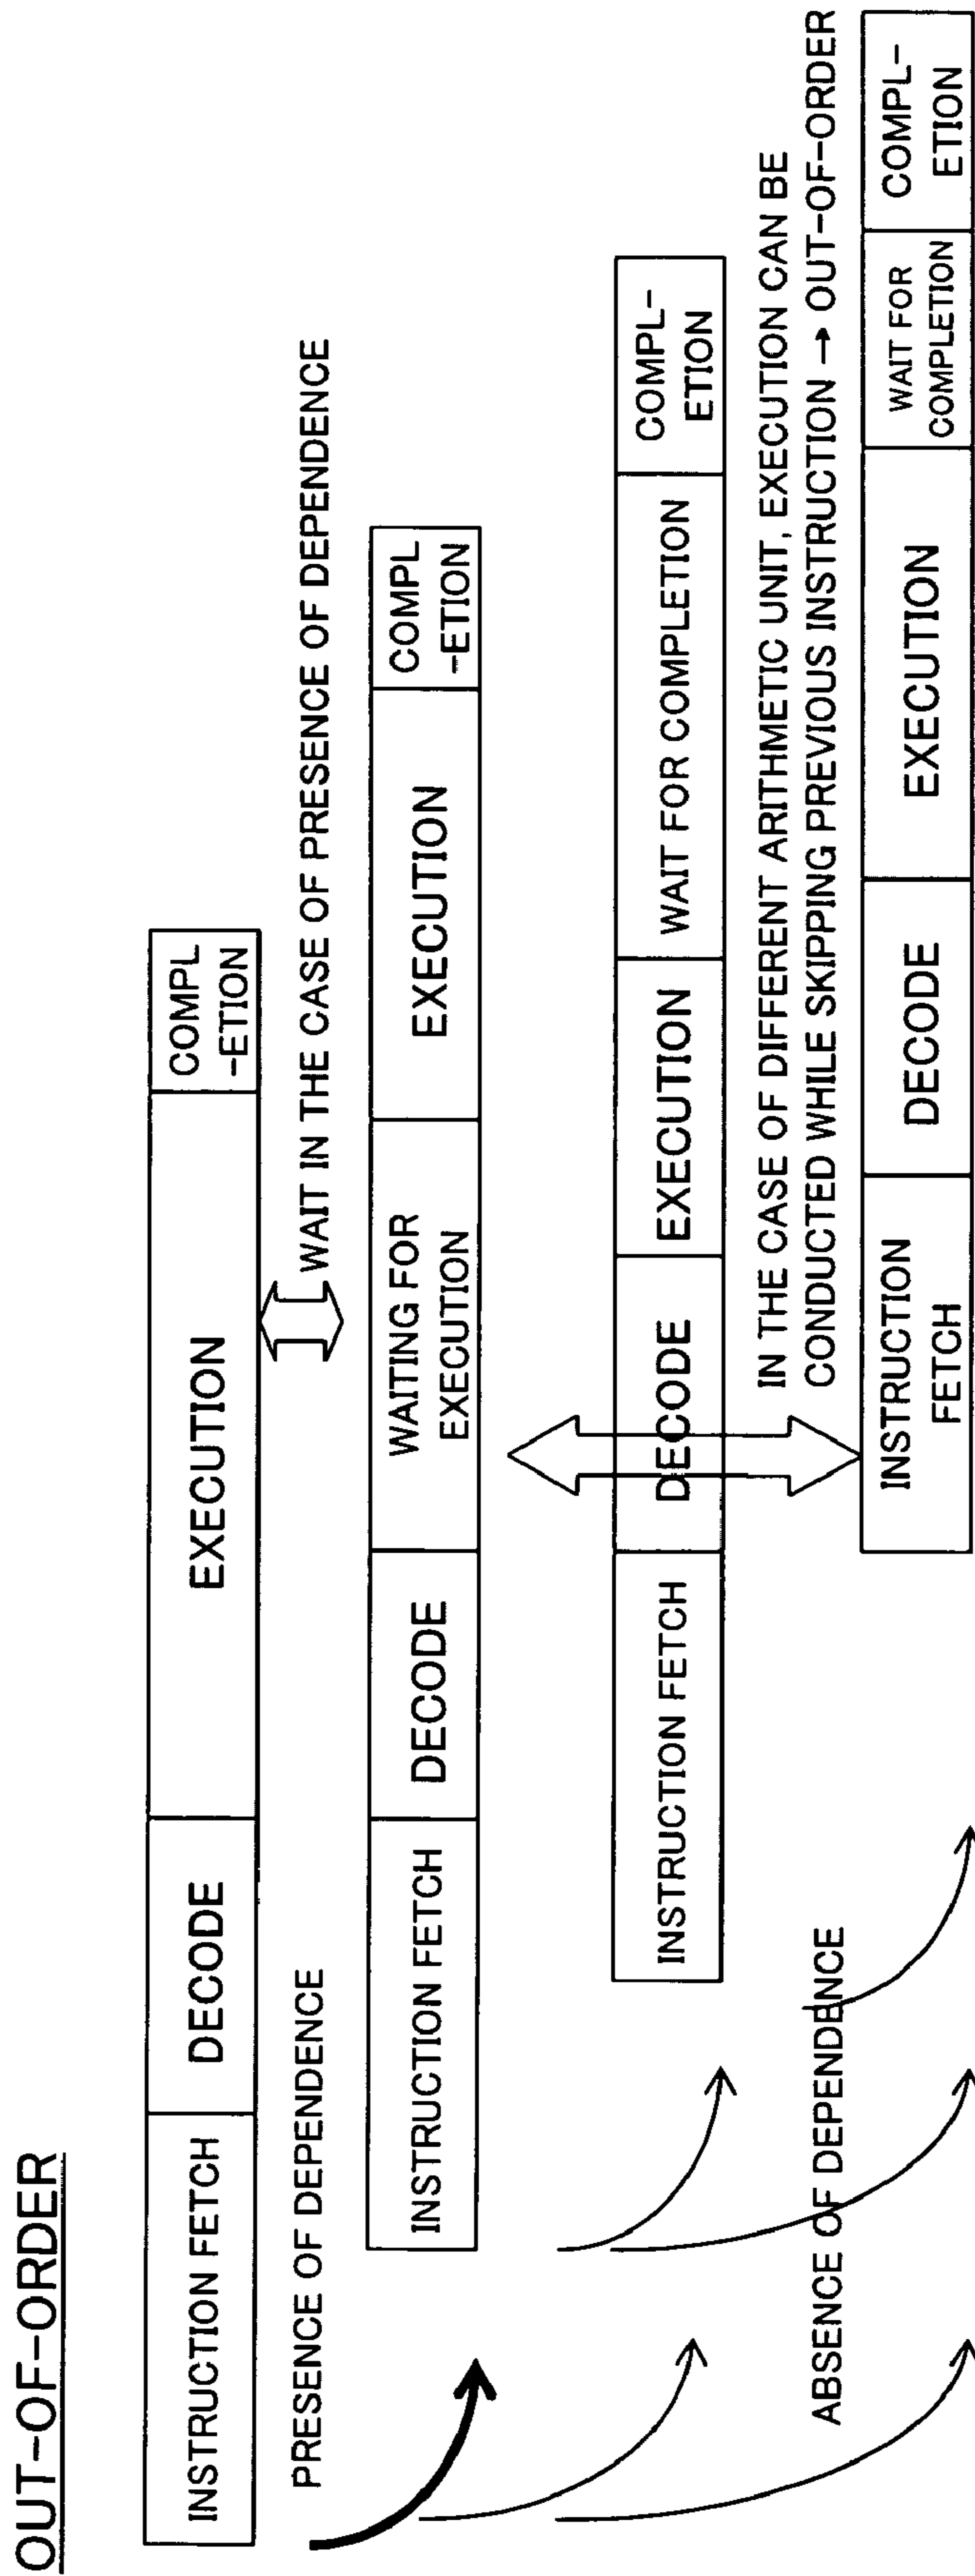 OUT-OF-ORDER
INSTRUCTION FETCH
DECODE
EXECUTION
COMPL
-ETION
PRESENCE OF DEPENDENCE
WAIT IN THE CASE OF PRESENCE OF DEPENDENCE
INSTRUCTION FETCH
DECODE
WAITING FOR
EXECUTION
EXECUTION
COMPL
-ETION
INSTRUCTION FETCH
DECODE
EXECUTION
WAIT FOR COMPLETION
COMPL-
ETION
ABSENCE OF DEPENDENCE
IN THE CASE OF DIFFERENT ARITHMETIC UNIT, EXECUTION CAN BE
CONDUCTED WHILE SKIPPING PREVIOUS INSTRUCTION → OUT-OF-ORDER
INSTRUCTION
FETCH
DECODE
EXECUTION
WAIT FOR
COMPLETION
COMPL-
ETION